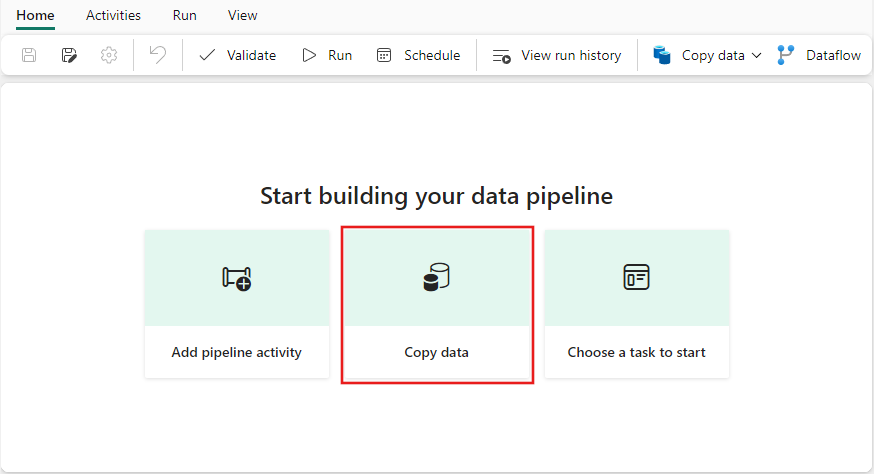 Home Activities Run View
Validate Run Schedule View run history Copy data Dataflow
Start building your data pipeline
Add pipeline activity Copy data Choose a task to start